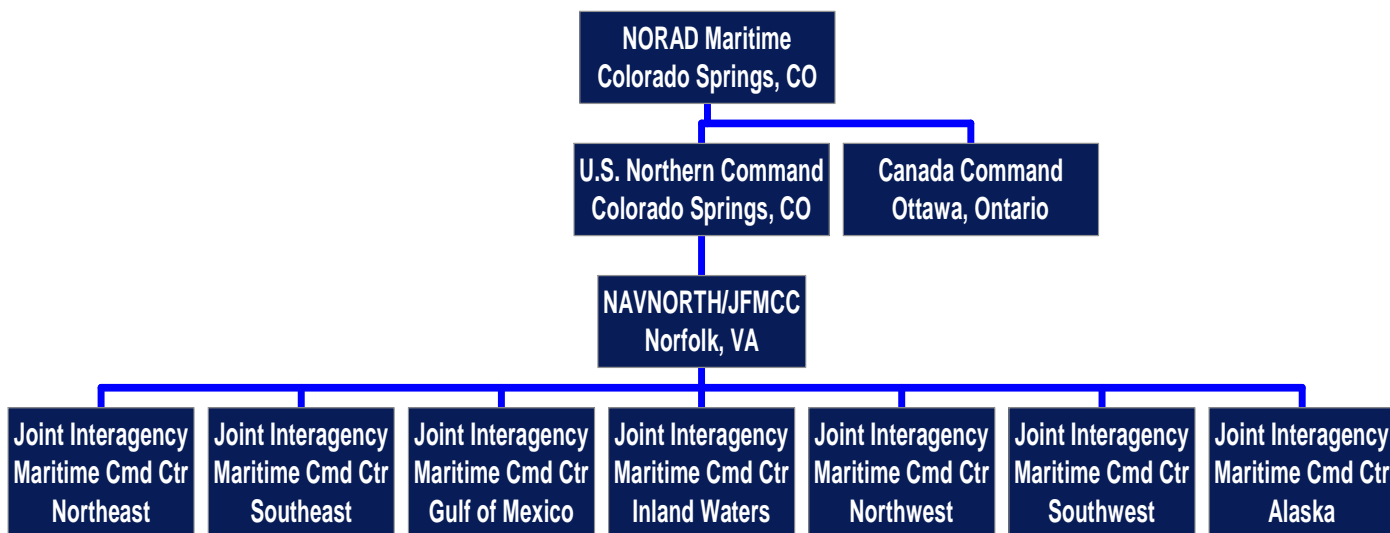 NORAD Maritime
Colorado Springs, CO
U.S. Northern Command
Colorado Springs, CO
Canada Command
Ottawa, Ontario
NAVNORTH/JFMCC
Norfolk, VA
Joint Interagency
Maritime Cmd Ctr
Northeast
Joint Interagency
Maritime Cmd Ctr
Southeast
Joint Interagency
Maritime Cmd Ctr
Gulf of Mexico
Joint Interagency
Maritime Cmd Ctr
Inland Waters
Joint Interagency
Maritime Cmd Ctr
Northwest
Joint Interagency
Maritime Cmd Ctr
Southwest
Joint Interagency
Maritime Cmd Ctr
Alaska